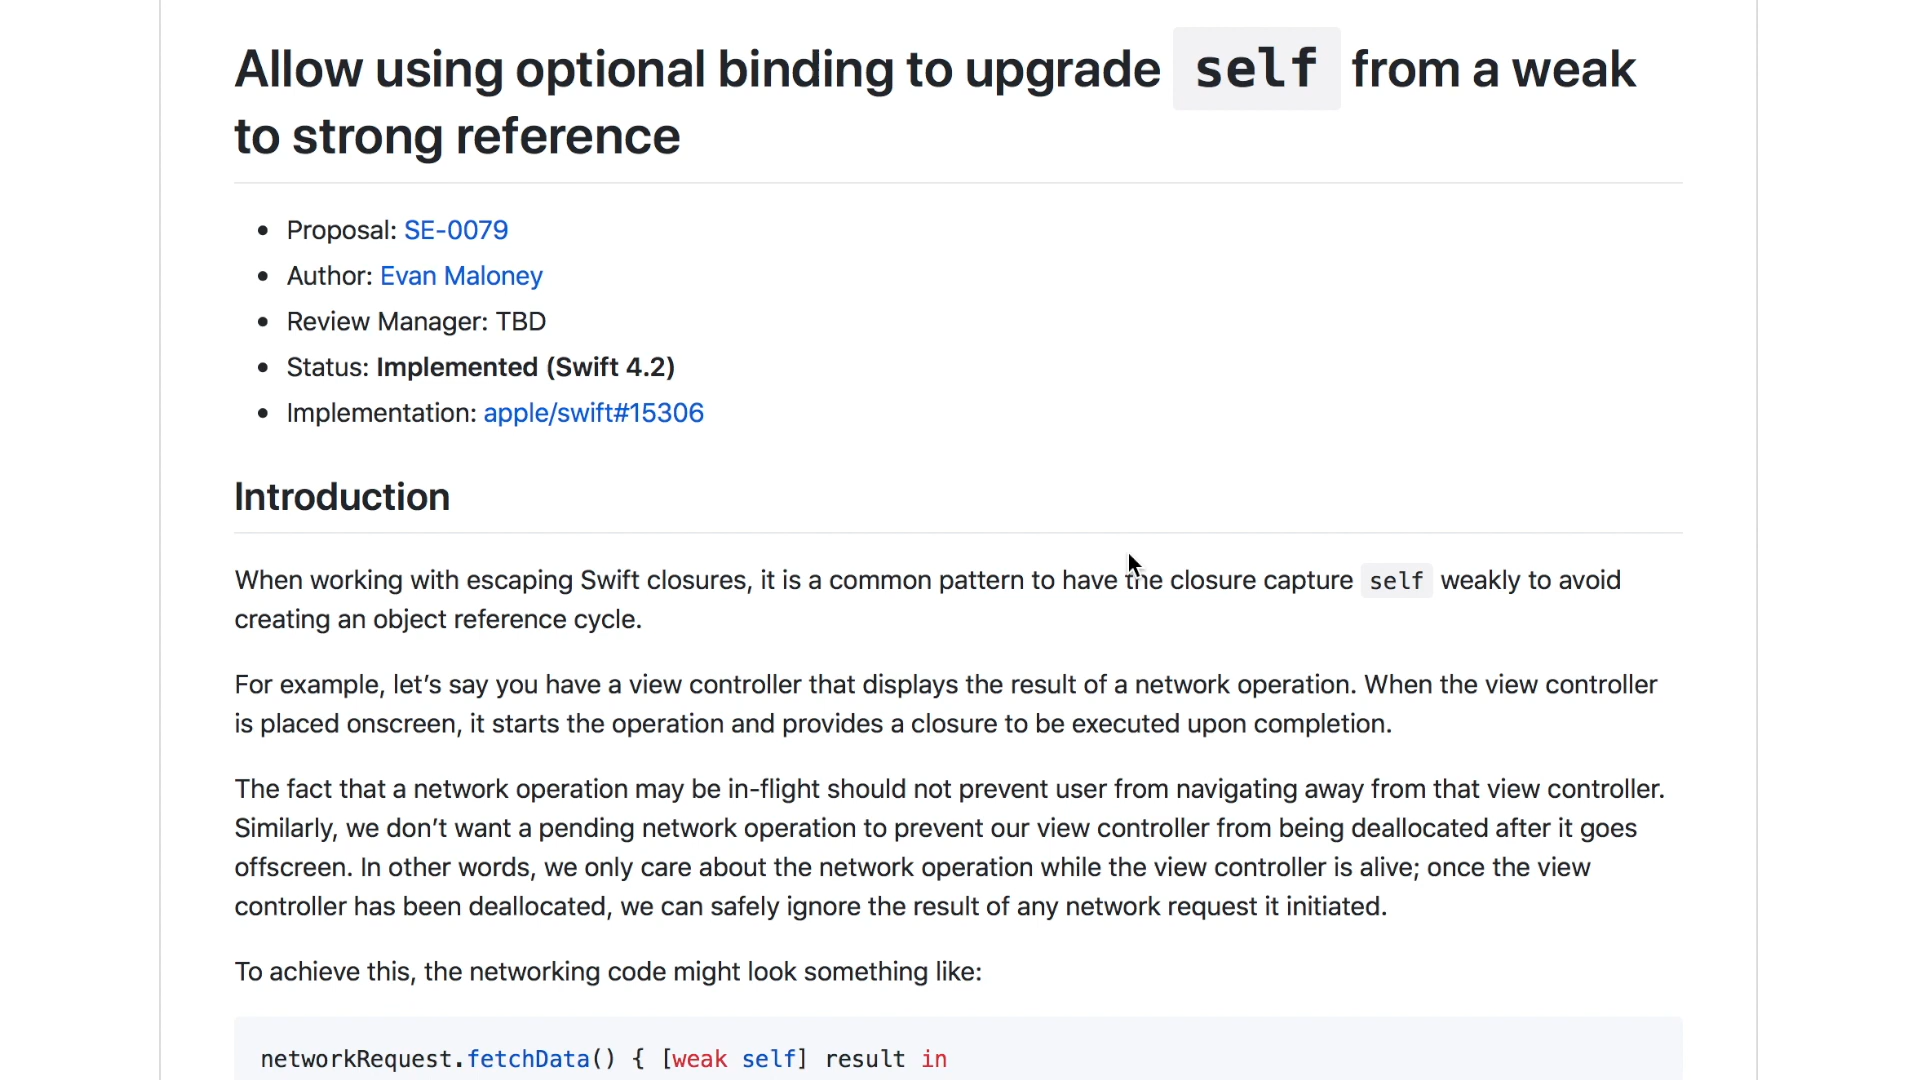 Allow using optional binding to upgrade self from a weak
to strong reference
Proposal: SE-0079
Author: Evan Maloney
Review Manager: TBD
Status: Implemented (Swift 4.2)
Implementation: apple/swift#15306
Introduction
When working with escaping Swift closures, it is a common pattern to have the closure capture self weakly to avoid
creating an object reference cycle.
For example, let’s say you have a view controller that displays the result of a network operation. When the view controller
is placed onscreen, it starts the operation and provides a closure to be executed upon completion.
The fact that a network operation may be in-flight should not prevent user from navigating away from that view controller.
Similarly, we don’t want a pending network operation to prevent our view controller from being deallocated after it goes
offscreen. In other words, we only care about the network operation while the view controller is alive; once the view
controller has been deallocated, we can safely ignore the result of any network request it initiated.
To achieve this, the networking code might look something like:
networkRequest.fetchData() { [weak self] result in